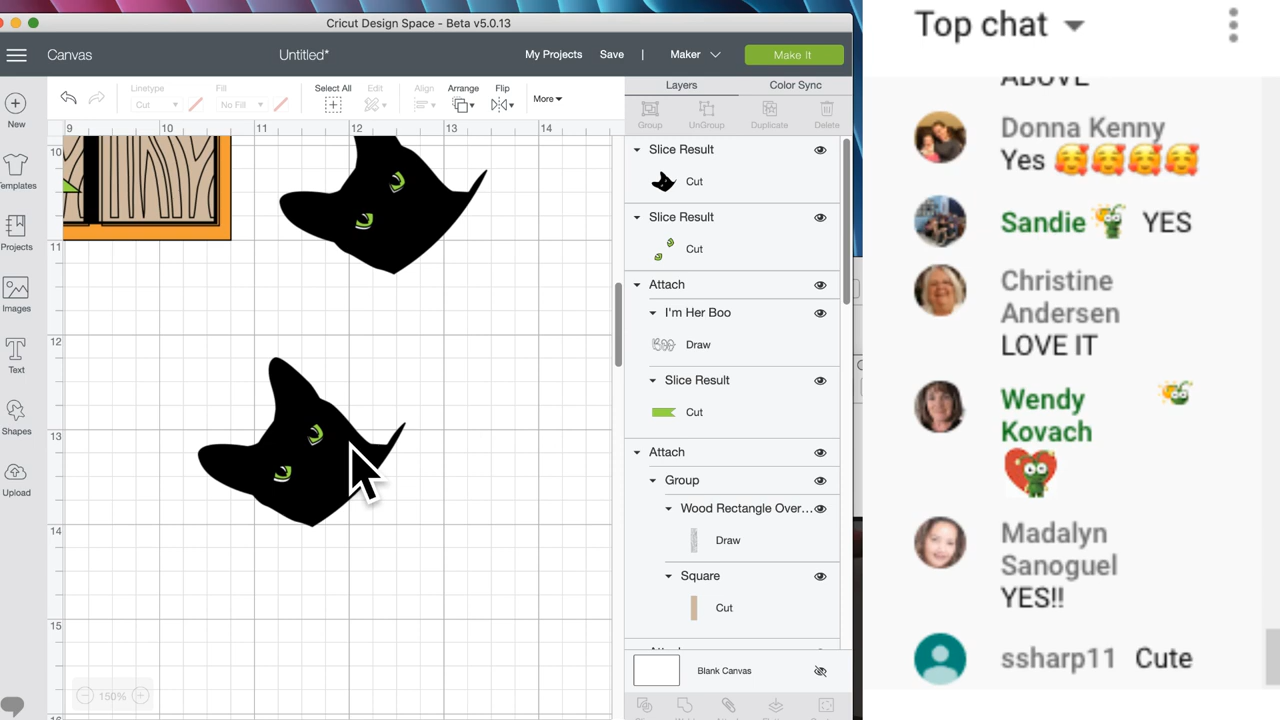 Cricut Design Space - Beta v5.0.13
Canvas
Untitled*
My Projects Save | Maker Make It
New
Templates
Projects
Images
Text
Shapes
Upload
Linetype
Cut
Fill
No Fill
Select All
Edit
Align
Arrange
Flip
More
9 10 11 12 13 14
10
11
12
13
14
15
150%
Layers Color Sync
Group UnGroup Duplicate Delete
Slice Result
Cut
Slice Result
Cut
Attach
I'm Her Boo
Draw
Slice Result
Cut
Attach
Group
Wood Rectangle Over...
Draw
Square
Cut
Blank Canvas
Top chat
ABOVE
Donna Kenny
Yes 🥰🥰🥰🥰
Sandie YES
Christine
Andersen
LOVE IT
Wendy
Kovach
Madalyn
Sanoguel
YES!!
ssharp11 Cute